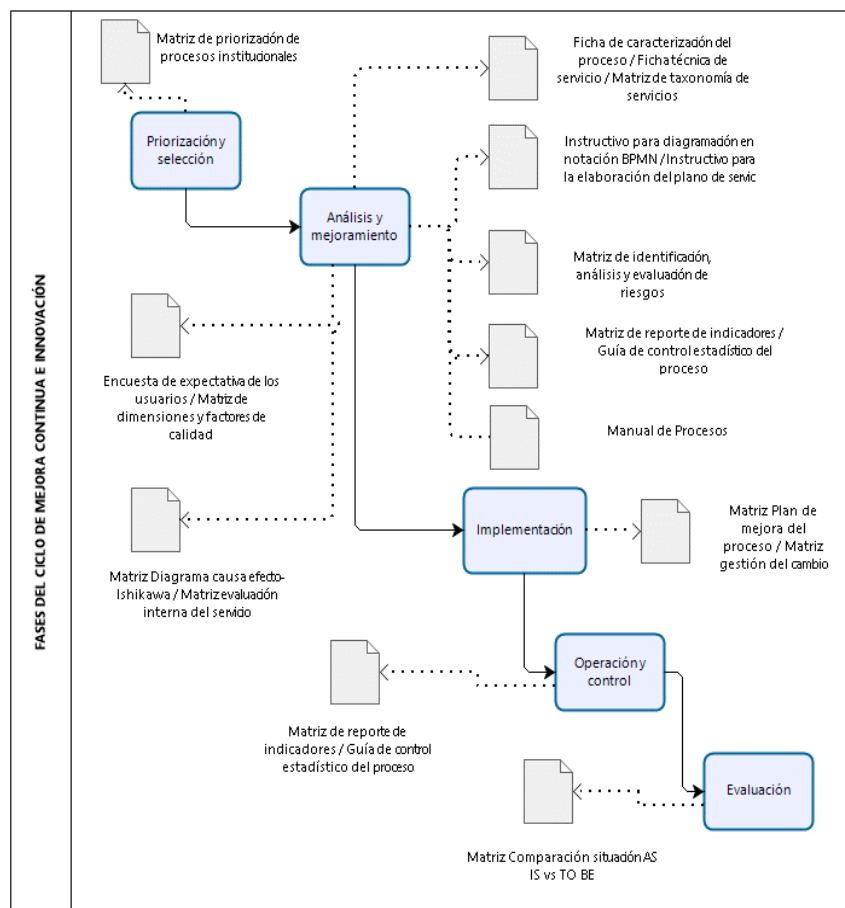 FASES DEL CICLO DE MEJORA CONTINUA E INNOVACIÓN
Matriz de priorización de
procesos institucionales
Priorización y
selección
Ficha de caracterización del
proceso / Ficha técnica de
servicio / Matriz de taxonomía de
servicios
Instructivo para diagramación en
notación BPMN / Instructivo para
la elaboración del plano de servic
Análisis y
mejoramiento
Matriz de identificación,
análisis y evaluación de
riesgos
Matriz de reporte de indicadores /
Guía de control estadístico del
proceso
Encuesta de expectativa de los
usuarios / Matriz de
dimensiones y factores de
calidad
Manual de Procesos
Implementación
Matriz Plan de
mejora del
proceso / Matriz
gestión del cambio
Matriz Diagrama causa efecto-
Ishikawa / Matriz evaluación
interna del servicio
Operación y
control
Matriz de reporte de
indicadores / Guía de control
estadístico del proceso
Evaluación
Matriz Comparación situación AS
IS vs TO BE